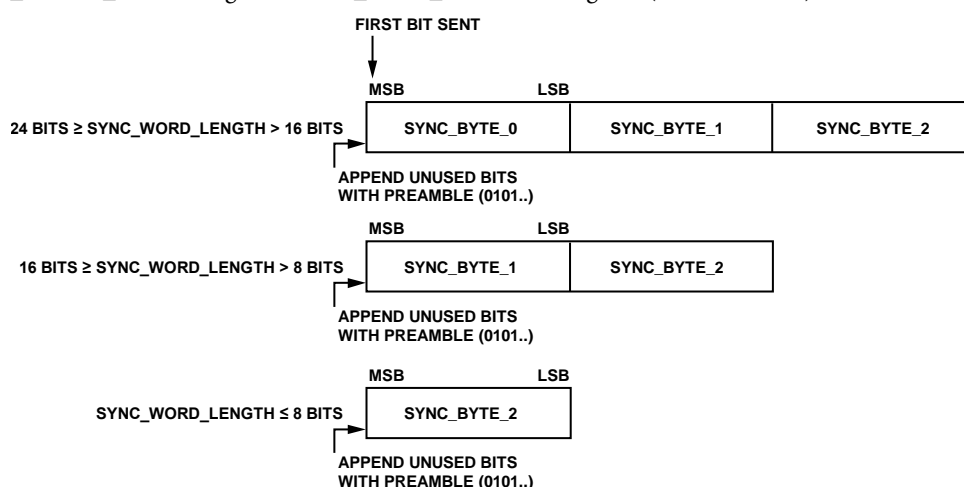 FIRST BIT SENT
MSB LSB
24 BITS ≥ SYNC_WORD_LENGTH > 16 BITS SYNC_BYTE_0 SYNC_BYTE_1 SYNC_BYTE_2
APPEND UNUSED BITS
WITH PREAMBLE (0101..)
MSB LSB
16 BITS ≥ SYNC_WORD_LENGTH > 8 BITS SYNC_BYTE_1 SYNC_BYTE_2
APPEND UNUSED BITS
WITH PREAMBLE (0101..)
MSB LSB
SYNC_WORD_LENGTH ≤ 8 BITS SYNC_BYTE_2
APPEND UNUSED BITS
WITH PREAMBLE (0101..)